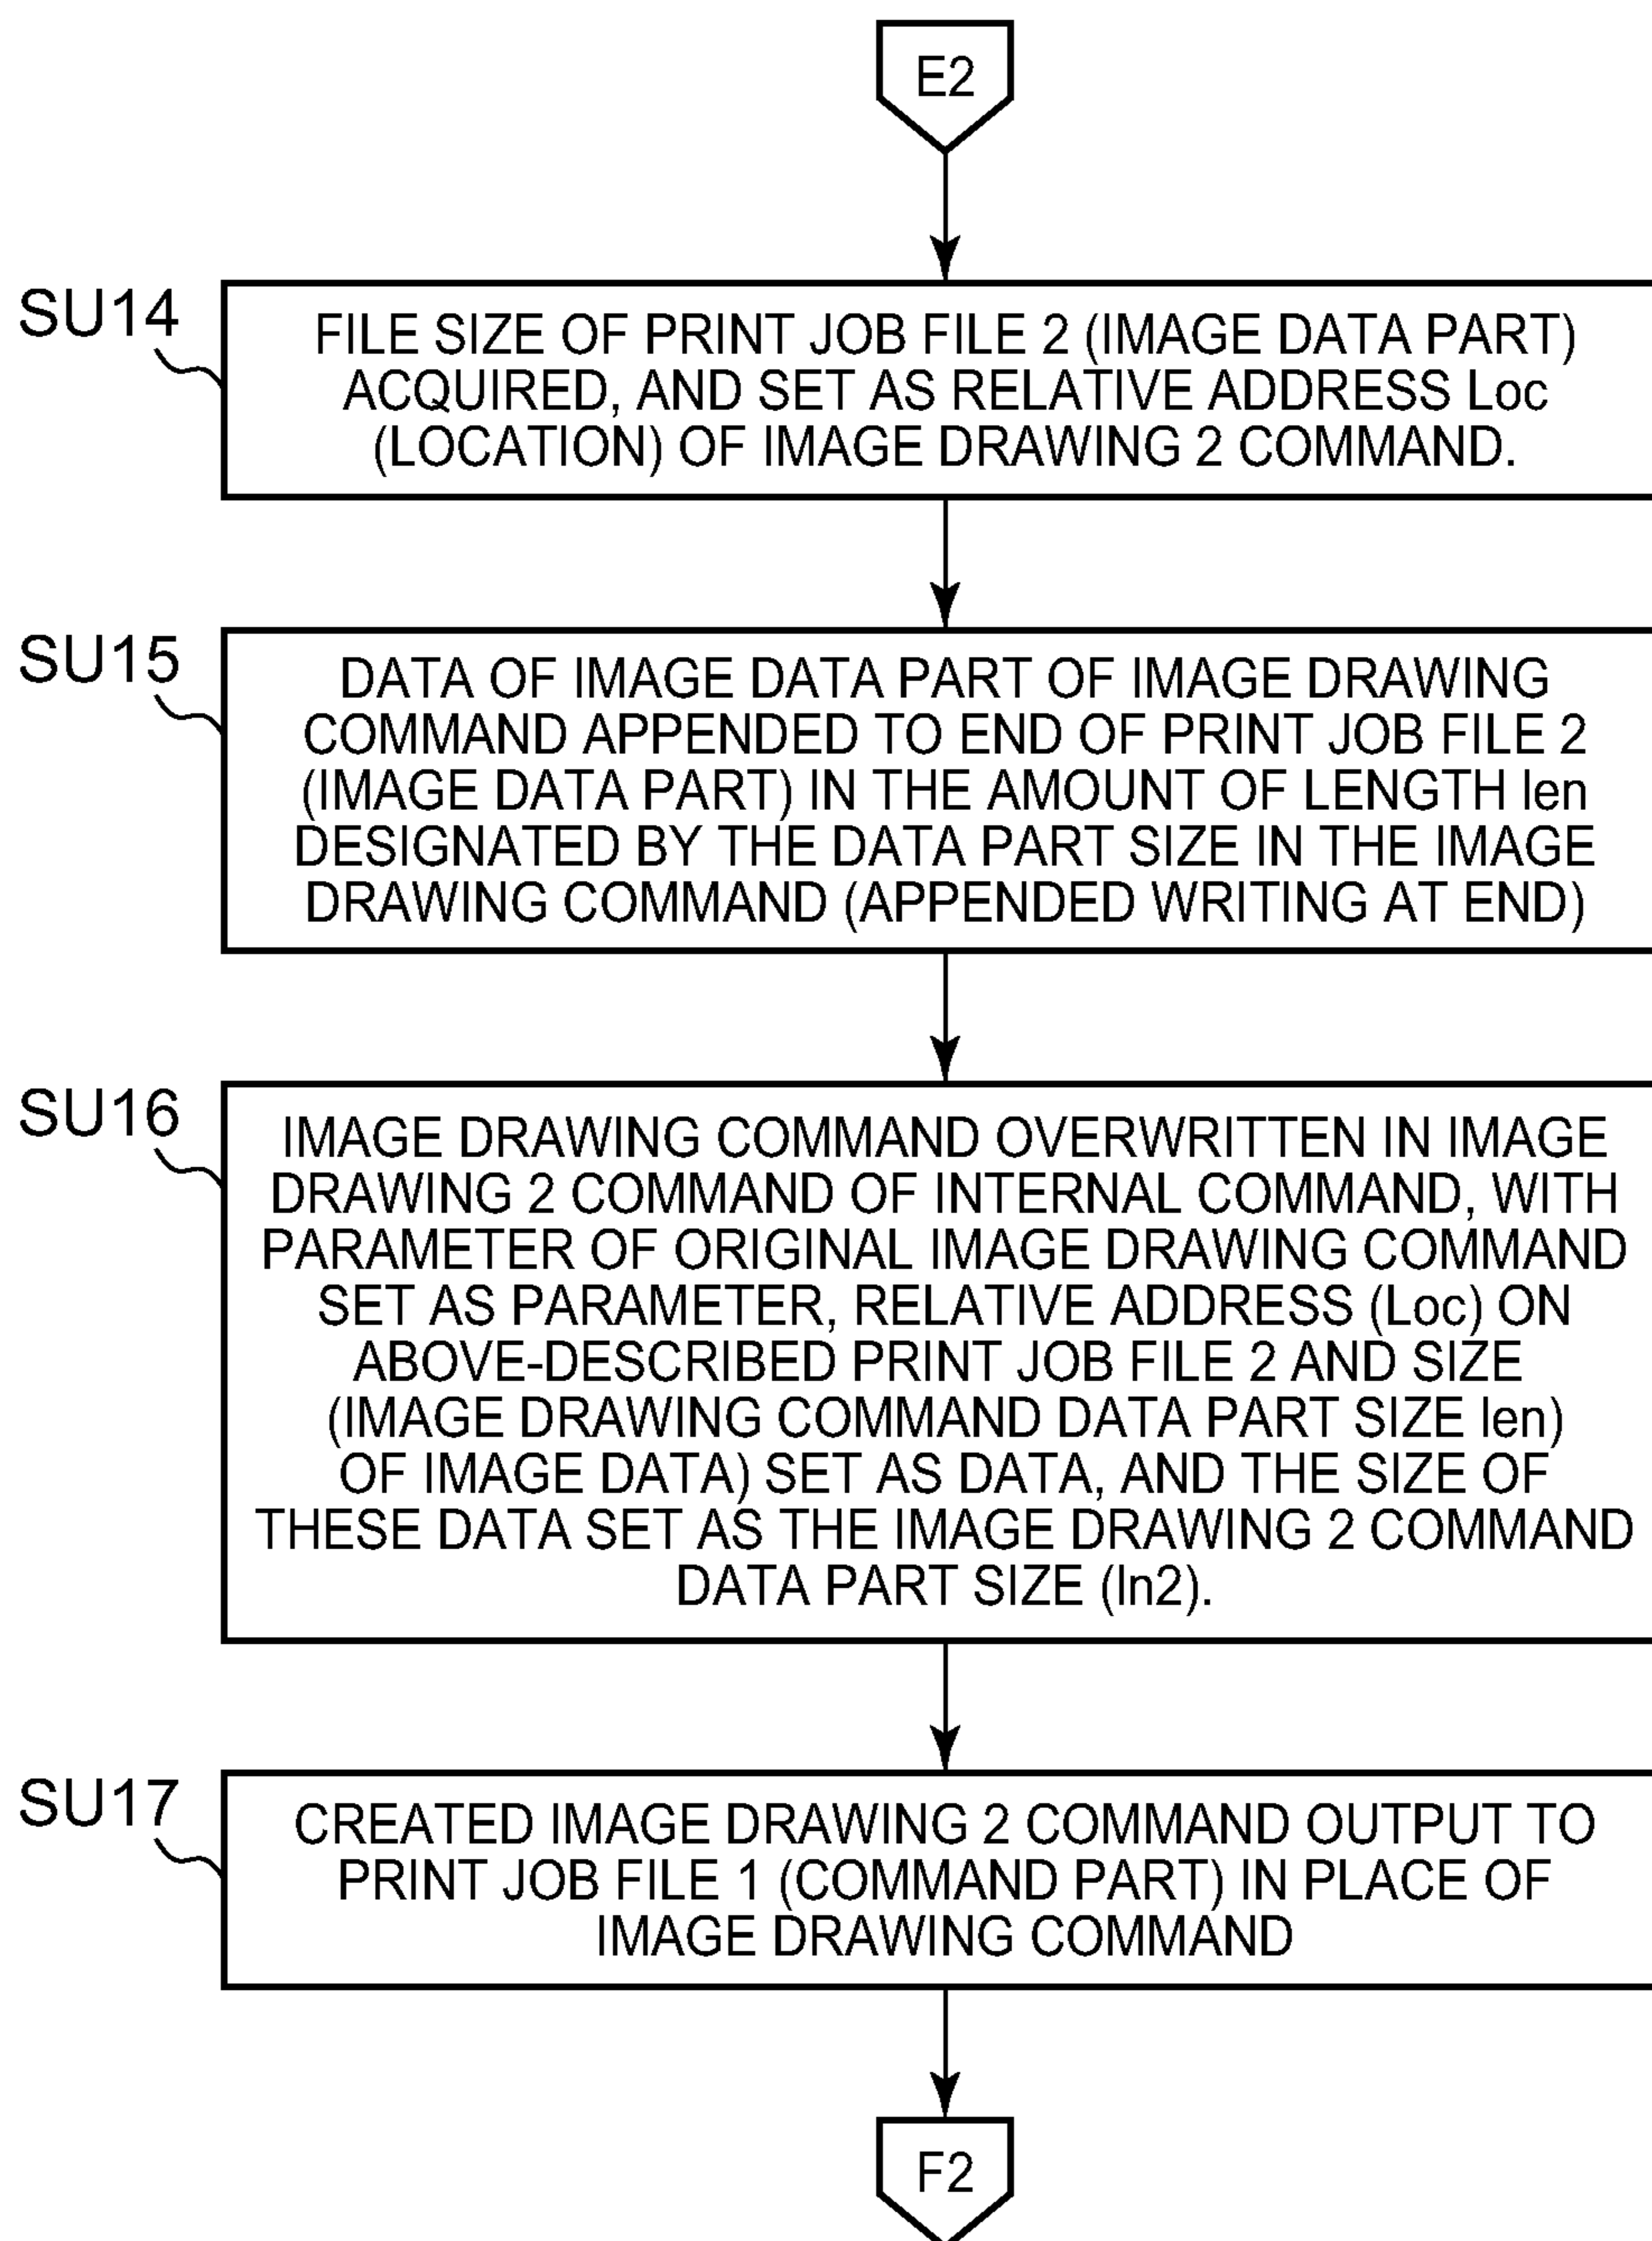 E2
SU14
FILE SIZE OF PRINT JOB FILE 2 (IMAGE DATA PART)
ACQUIRED, AND SET AS RELATIVE ADDRESS Loc
(LOCATION) OF IMAGE DRAWING 2 COMMAND.
SU15
DATA OF IMAGE DATA PART OF IMAGE DRAWING
COMMAND APPENDED TO END OF PRINT JOB FILE 2
(IMAGE DATA PART) IN THE AMOUNT OF LENGTH len
DESIGNATED BY THE DATA PART SIZE IN THE IMAGE
DRAWING COMMAND (APPENDED WRITING AT END)
SU16
IMAGE DRAWING COMMAND OVERWRITTEN IN IMAGE
DRAWING 2 COMMAND OF INTERNAL COMMAND, WITH
PARAMETER OF ORIGINAL IMAGE DRAWING COMMAND
SET AS PARAMETER, RELATIVE ADDRESS (Loc) ON
ABOVE-DESCRIBED PRINT JOB FILE 2 AND SIZE
(IMAGE DRAWING COMMAND DATA PART SIZE len)
OF IMAGE DATA) SET AS DATA, AND THE SIZE OF
THESE DATA SET AS THE IMAGE DRAWING 2 COMMAND
DATA PART SIZE (ln2).
SU17
CREATED IMAGE DRAWING 2 COMMAND OUTPUT TO
PRINT JOB FILE 1 (COMMAND PART) IN PLACE OF
IMAGE DRAWING COMMAND
F2